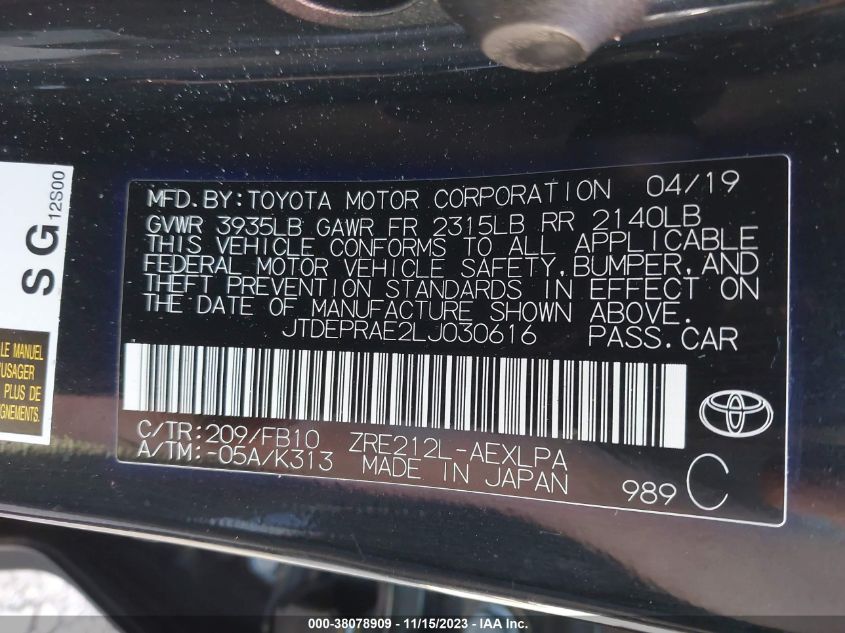 MFD. BY: TOYOTA MOTOR CORPORATION 04/19
GVWR 3935LB GAWR FR 2315LB RR 2140LB
THIS VEHICLE CONFORMS TO ALL APPLICABLE
FEDERAL MOTOR VEHICLE SAFETY, BUMPER, AND
THEFT PREVENTION STANDARDS IN EFFECT ON
THE DATE OF MANUFACTURE SHOWN ABOVE.
JTDEPRAE2LJ030616 PASS. CAR
C/TR: 209/FB10 ZRE212L-AEXLPA
A/TM: -05A/K313 MADE IN JAPAN
989 C
SG 12S00
LE MANUEL
'USAGER
PLUS DE
GNEMENTS.
000-38078909 - 11/15/2023 - © IAA Inc.